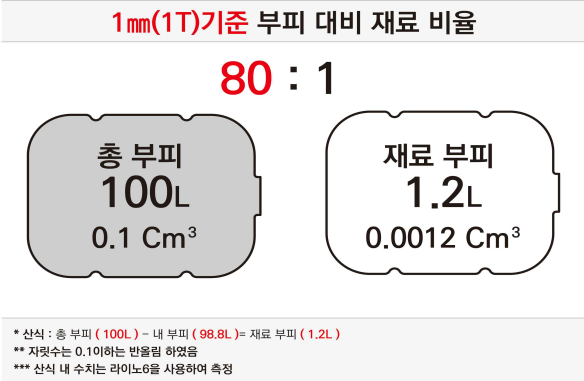 1㎜(1T)기준 부피 대비 재료 비율
80 : 1
총 부피
100L
0.1 Cm³
재료 부피
1.2L
0.0012 Cm³
* 산식 : 총 부피 ( 100L ) - 내 부피 ( 98.8L )= 재료 부피 ( 1.2L )
** 자릿수는 0.1이하는 반올림 하였음
*** 산식 내 수치는 라이노6을 사용하여 측정